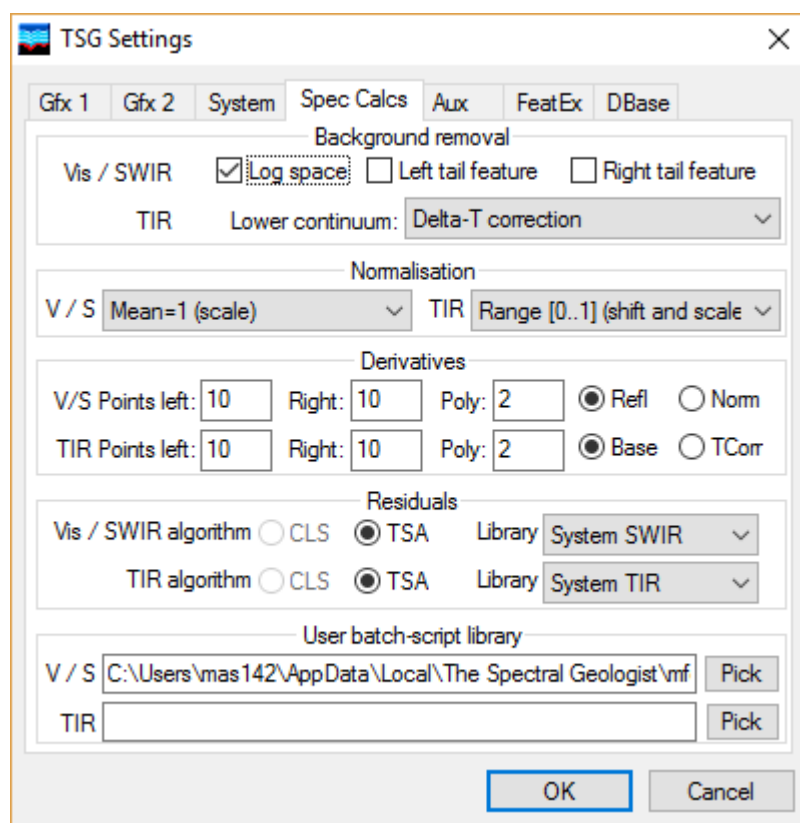 TSG Settings
Gfx 1 Gfx 2 System Spec Calcs Aux FeatEx DBase
Background removal
Vis / SWIR Log space Left tail feature Right tail feature
TIR Lower continuum: Delta-T correction
Normalisation
V / S Mean=1 (scale) TIR Range [0..1] (shift and scale
Derivatives
V/S Points left: 10 Right: 10 Poly: 2 Refl Norm
TIR Points left: 10 Right: 10 Poly: 2 Base TCorr
Residuals
Vis / SWIR algorithm CLS TSA Library System SWIR
TIR algorithm CLS TSA Library System TIR
User batch-script library
V / S C:\Users\mas142\AppData\Local\The Spectral Geologist\mf Pick
TIR Pick
OK Cancel